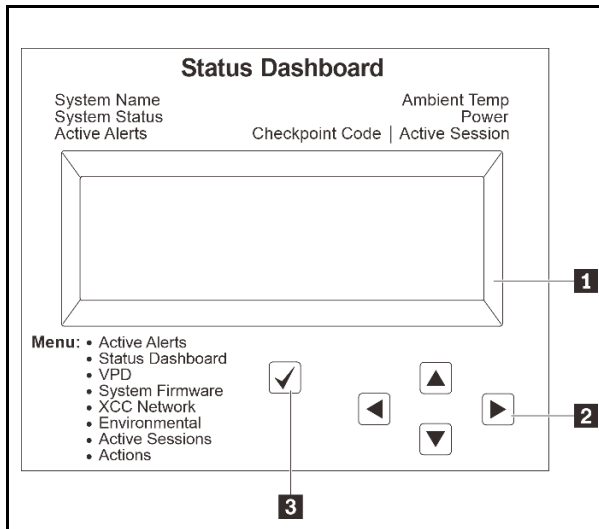 Status Dashboard
System Name
System Status
Active Alerts
Ambient Temp
Power
Checkpoint Code | Active Session
1
Menu: • Active Alerts
• Status Dashboard
• VPD
• System Firmware
• XCC Network
• Environmental
• Active Sessions
• Actions
2
3